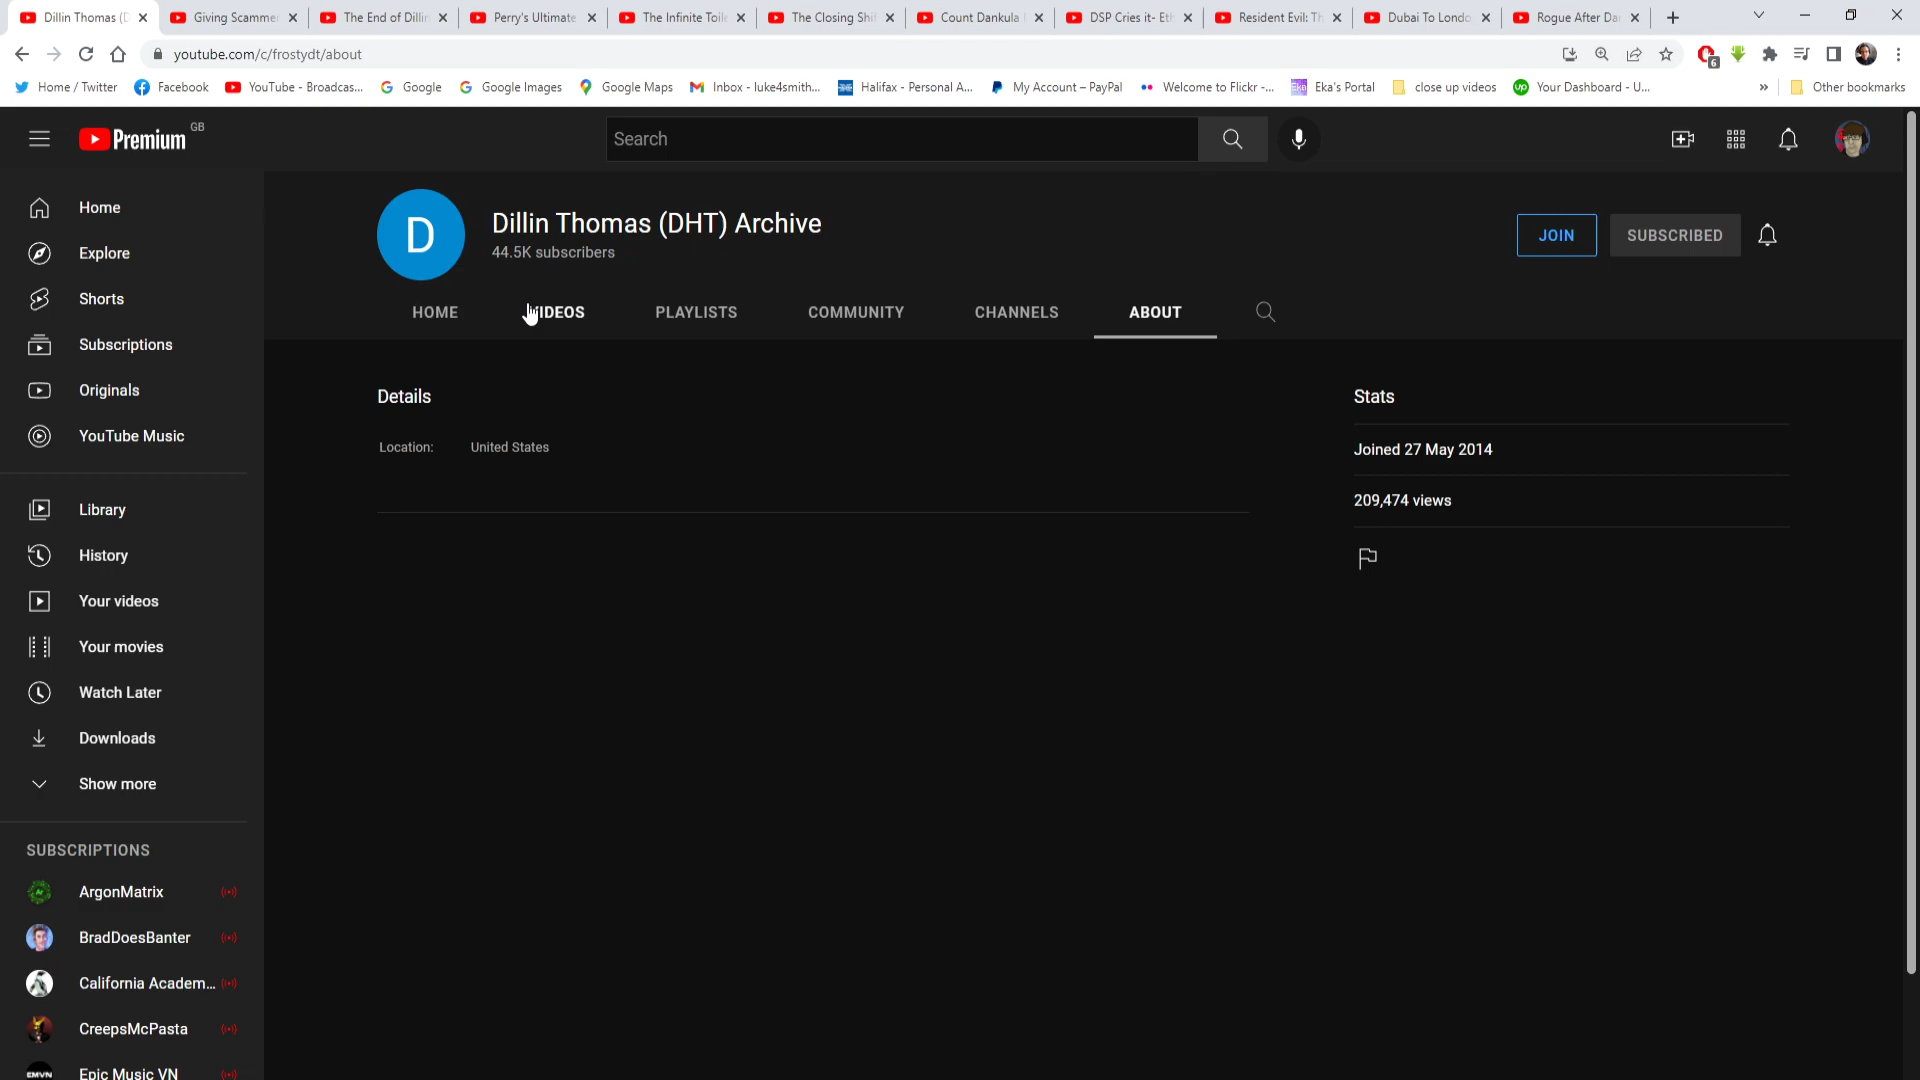 Dillin Thomas (D
Giving Scamme
The End of Dillin
Perry's Ultimate
The Infinite Toile
The Closing Shif
Count Dankula
DSP Cries it- Eth
Resident Evil: Th
Dubai To Londo
Rogue After Da
youtube.com/c/frostydt/about
6
Home / Twitter
Facebook
YouTube - Broadcas...
Google
Google Images
Google Maps
Inbox - luke4smith...
Halifax - Personal A...
My Account – PayPal
Welcome to Flickr -...
Eka's Portal
close up videos
Your Dashboard - U...
»
Other bookmarks
Premium GB
Search
Home
Explore
Shorts
Subscriptions
Originals
YouTube Music
Library
History
Your videos
Your movies
Watch Later
Downloads
Show more
SUBSCRIPTIONS
ArgonMatrix
BradDoesBanter
California Academ...
CreepsMcPasta
EMVN
Epic Music VN
D
Dillin Thomas (DHT) Archive
44.5K subscribers
JOIN
SUBSCRIBED
HOME
VIDEOS
PLAYLISTS
COMMUNITY
CHANNELS
ABOUT
Details
Location: United States
Stats
Joined 27 May 2014
209,474 views